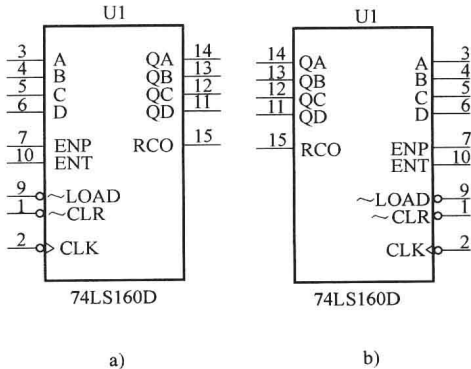 U1
3 A QA 14
4 B QB 13
5 C QC 12
6 D QD 11
7 ENP RCO 15
10 ENT
9 ~LOAD
1 ~CLR
2 CLK
74LS160D
a)
U1
14 QA A 3
13 QB B 4
12 QC C 5
11 QD D 6
15 RCO ENP 7
ENT 10
~LOAD 9
~CLR 1
CLK 2
74LS160D
b)